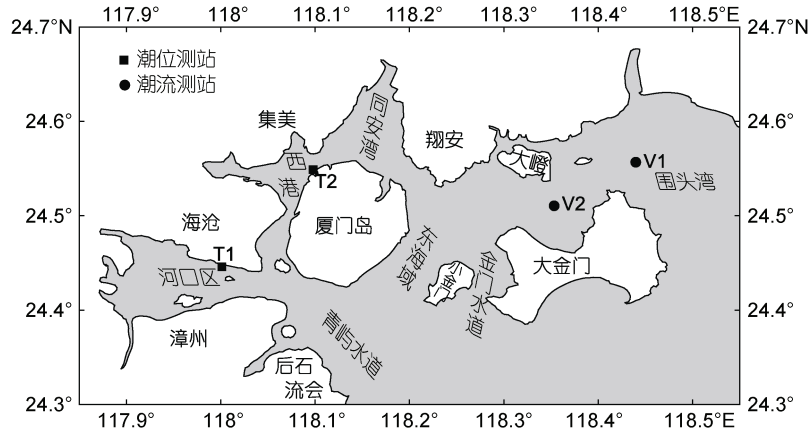 117.9° 118° 118.1° 118.2° 118.3° 118.4° 118.5°E
24.7°N 24.7°N
潮位测站
潮流测站
同安湾
集美
翔安
24.6° 24.6°
西港
大嶝
V1
T2
围头湾
V2
24.5° 24.5°
海沧
厦门岛
东海域
T1
金门水道
大金门
河口区
小金门
24.4° 24.4°
漳州
青屿水道
后石
流会
24.3° 24.3°
117.9° 118° 118.1° 118.2° 118.3° 118.4° 118.5°E